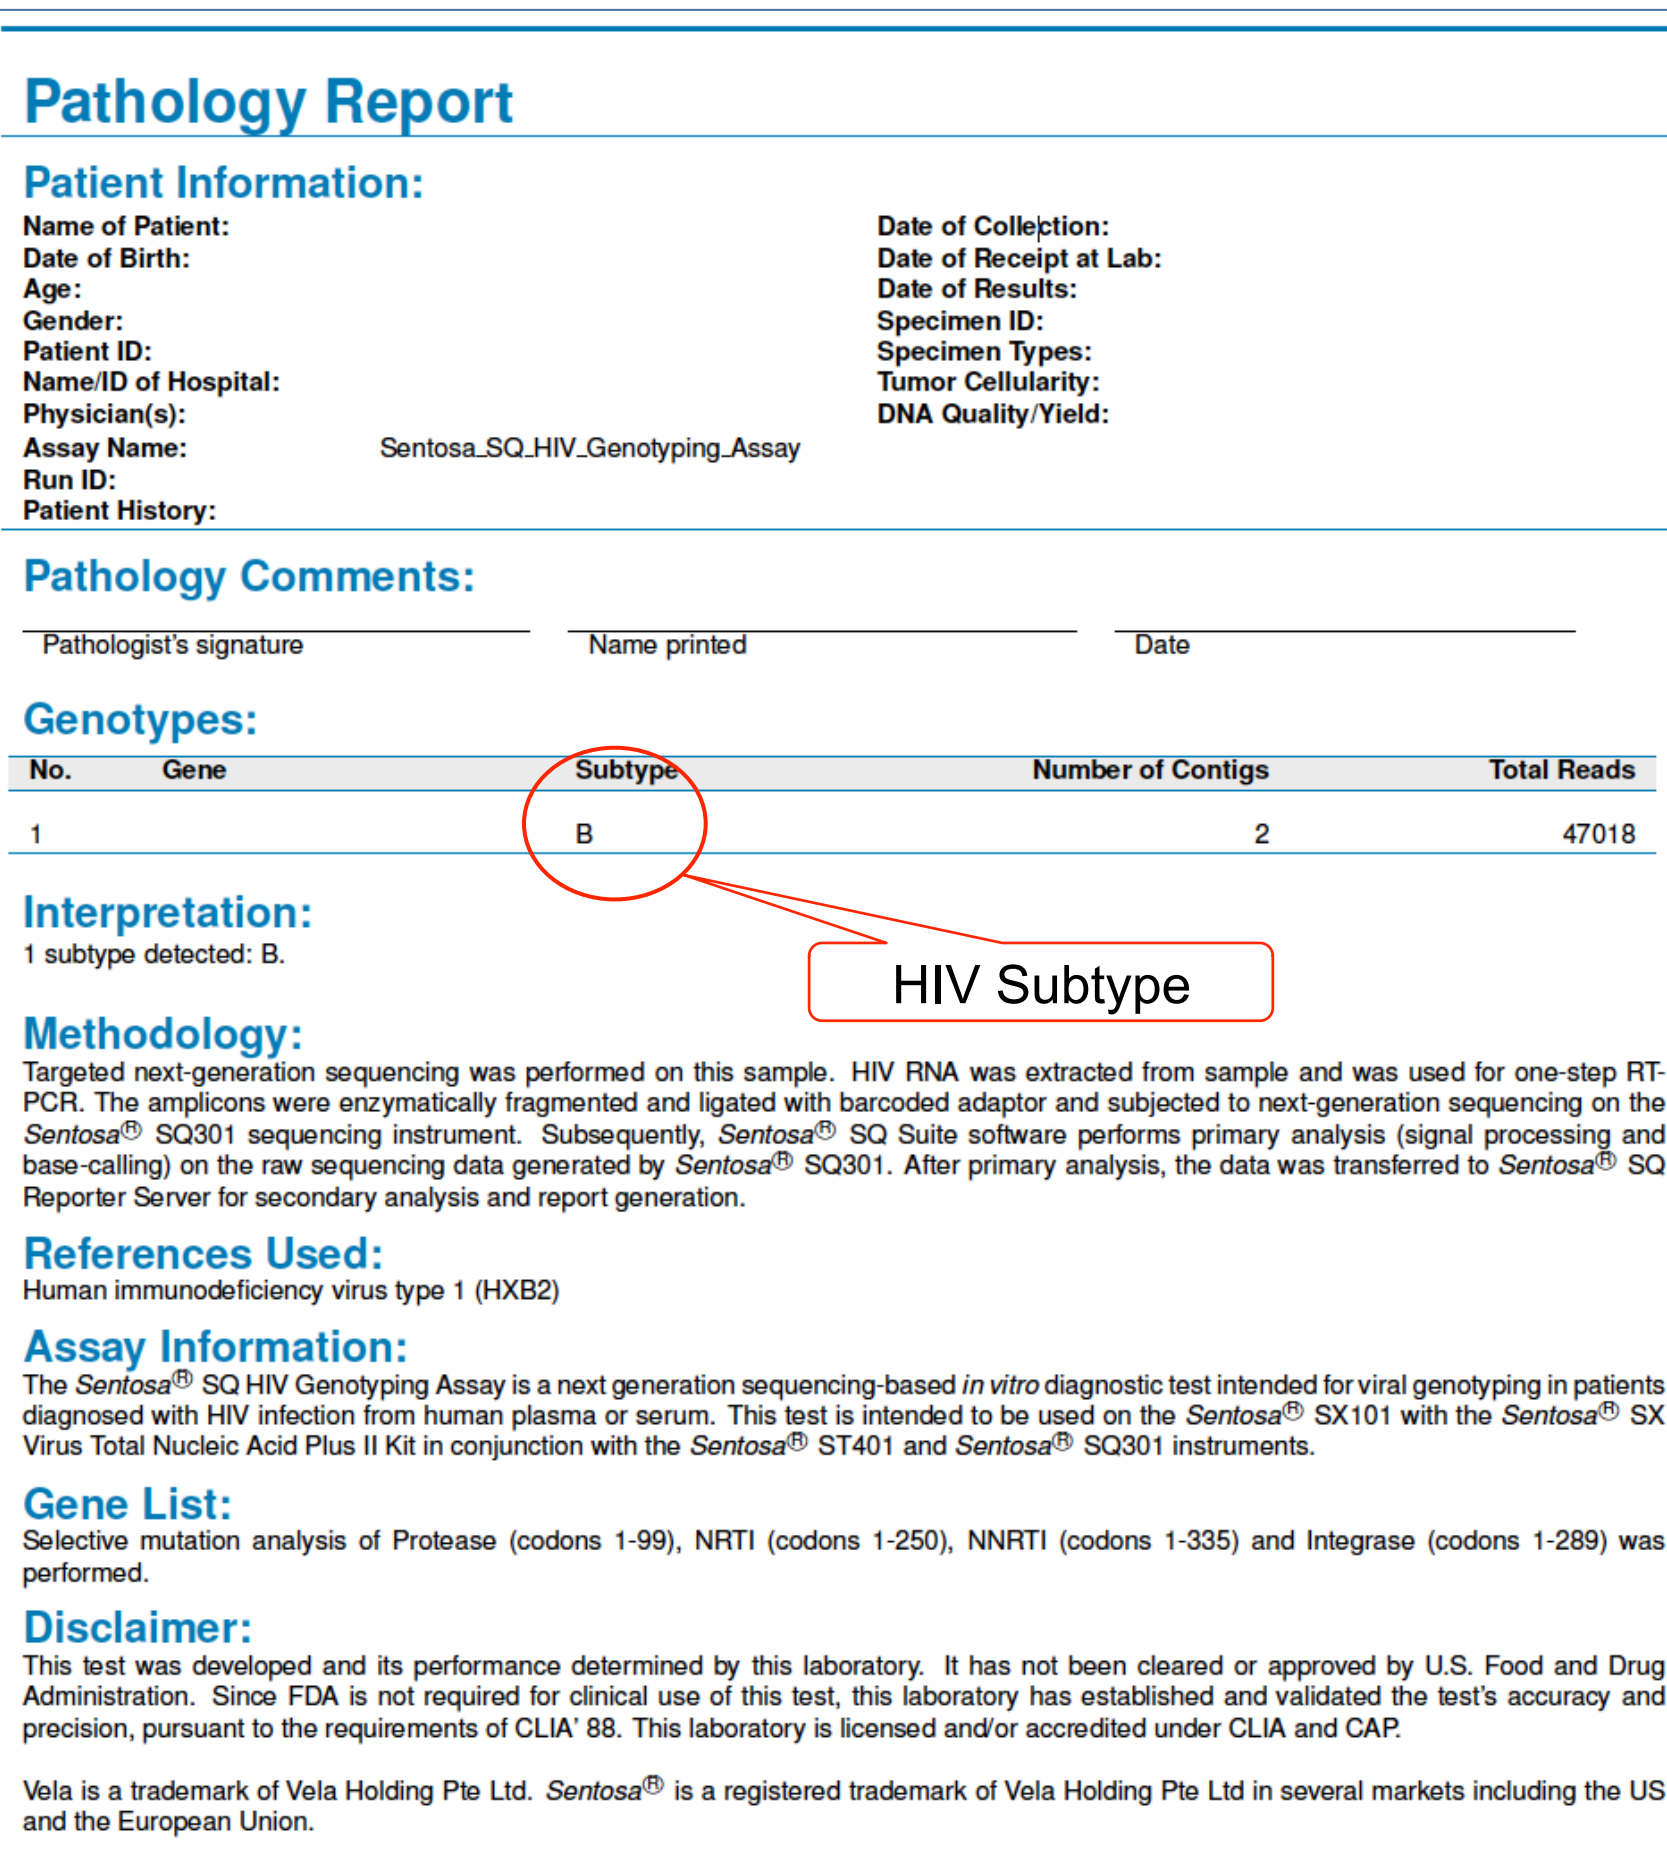 Pathology Report
Patient Information:
Name of Patient:
Date of Birth:
Age:
Gender:
Patient ID:
Name/ID of Hospital:
Physician(s):
Assay Name: Sentosa_SQ_HIV_Genotyping_Assay
Run ID:
Patient History:
Date of Collection:
Date of Receipt at Lab:
Date of Results:
Specimen ID:
Specimen Types:
Tumor Cellularity:
DNA Quality/Yield:
Pathology Comments:
Pathologist's signature Name printed Date
Genotypes:
No. Gene Subtype Number of Contigs Total Reads
1 B 2 47018
Interpretation:
1 subtype detected: B.
HIV Subtype
Methodology:
Targeted next-generation sequencing was performed on this sample. HIV RNA was extracted from sample and was used for one-step RT-
PCR. The amplicons were enzymatically fragmented and ligated with barcoded adaptor and subjected to next-generation sequencing on the
Sentosa® SQ301 sequencing instrument. Subsequently, Sentosa® SQ Suite software performs primary analysis (signal processing and
base-calling) on the raw sequencing data generated by Sentosa® SQ301. After primary analysis, the data was transferred to Sentosa® SQ
Reporter Server for secondary analysis and report generation.
References Used:
Human immunodeficiency virus type 1 (HXB2)
Assay Information:
The Sentosa® SQ HIV Genotyping Assay is a next generation sequencing-based in vitro diagnostic test intended for viral genotyping in patients
diagnosed with HIV infection from human plasma or serum. This test is intended to be used on the Sentosa® SX101 with the Sentosa® SX
Virus Total Nucleic Acid Plus II Kit in conjunction with the Sentosa® ST401 and Sentosa® SQ301 instruments.
Gene List:
Selective mutation analysis of Protease (codons 1-99), NRTI (codons 1-250), NNRTI (codons 1-335) and Integrase (codons 1-289) was
performed.
Disclaimer:
This test was developed and its performance determined by this laboratory. It has not been cleared or approved by U.S. Food and Drug
Administration. Since FDA is not required for clinical use of this test, this laboratory has established and validated the test's accuracy and
precision, pursuant to the requirements of CLIA' 88. This laboratory is licensed and/or accredited under CLIA and CAP.
Vela is a trademark of Vela Holding Pte Ltd. Sentosa® is a registered trademark of Vela Holding Pte Ltd in several markets including the US
and the European Union.